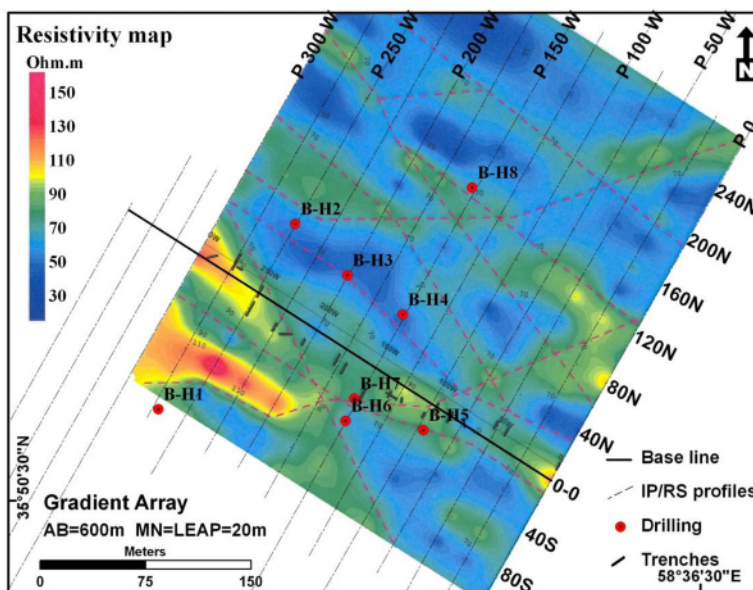 Resistivity map
Ohm.m
150
130
110
90
70
50
30
P 300 W
P 250 W
P 200 W
P 150 W
P 100 W
P 50 W
P 0
N
240N
200N
160N
120N
80N
40N
0-0
40S
80S
B-H8
B-H2
B-H3
B-H4
B-H7
B-H6
B-H5
B-H1
35°50'30"N
Gradient Array
AB=600m MN=LEAP=20m
Meters
0 75 150
Base line
IP/RS profiles
Drilling
Trenches
58°36'30"E